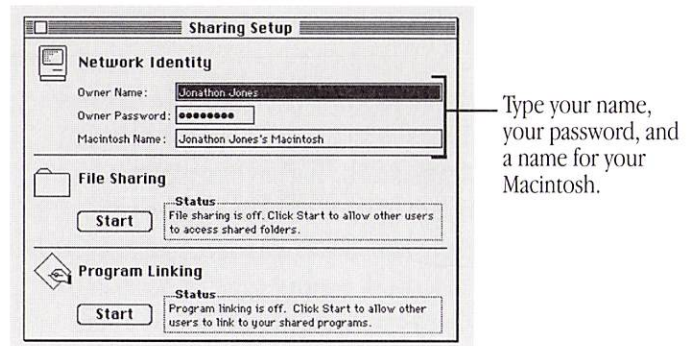 Sharing Setup
Network Identity
Owner Name:
Jonathon Jones
Owner Password:
••••••••
Macintosh Name:
Jonathon Jones's Macintosh
File Sharing
Start
Status
File sharing is off. Click Start to allow other users
to access shared folders.
Program Linking
Start
Status
Program linking is off. Click Start to allow other
users to link to your shared programs.
Type your name,
your password, and
a name for your
Macintosh.